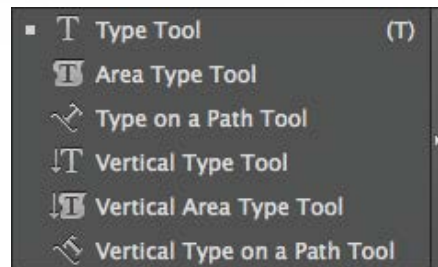 Type Tool (T)
Area Type Tool
Type on a Path Tool
Vertical Type Tool
Vertical Area Type Tool
Vertical Type on a Path Tool